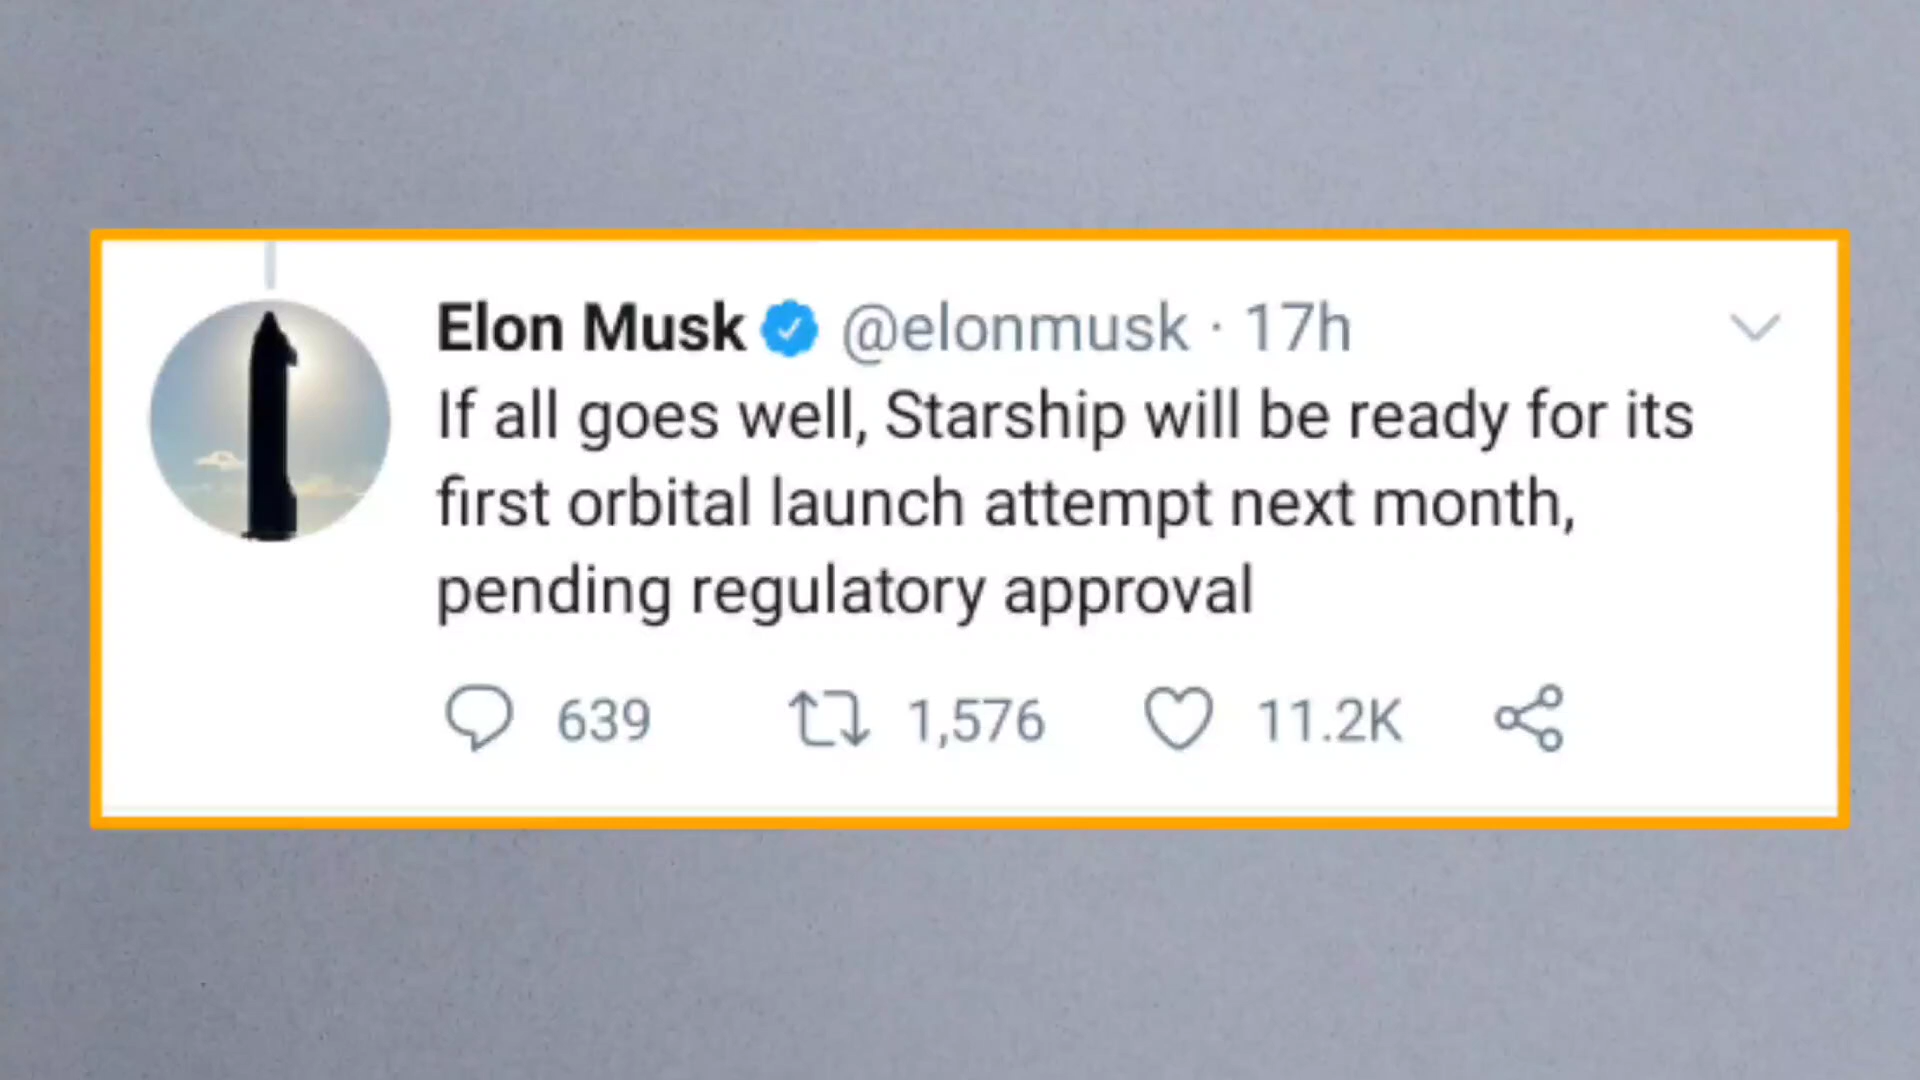 Elon Musk @elonmusk · 17h
If all goes well, Starship will be ready for its
first orbital launch attempt next month,
pending regulatory approval
639 1,576 11.2K